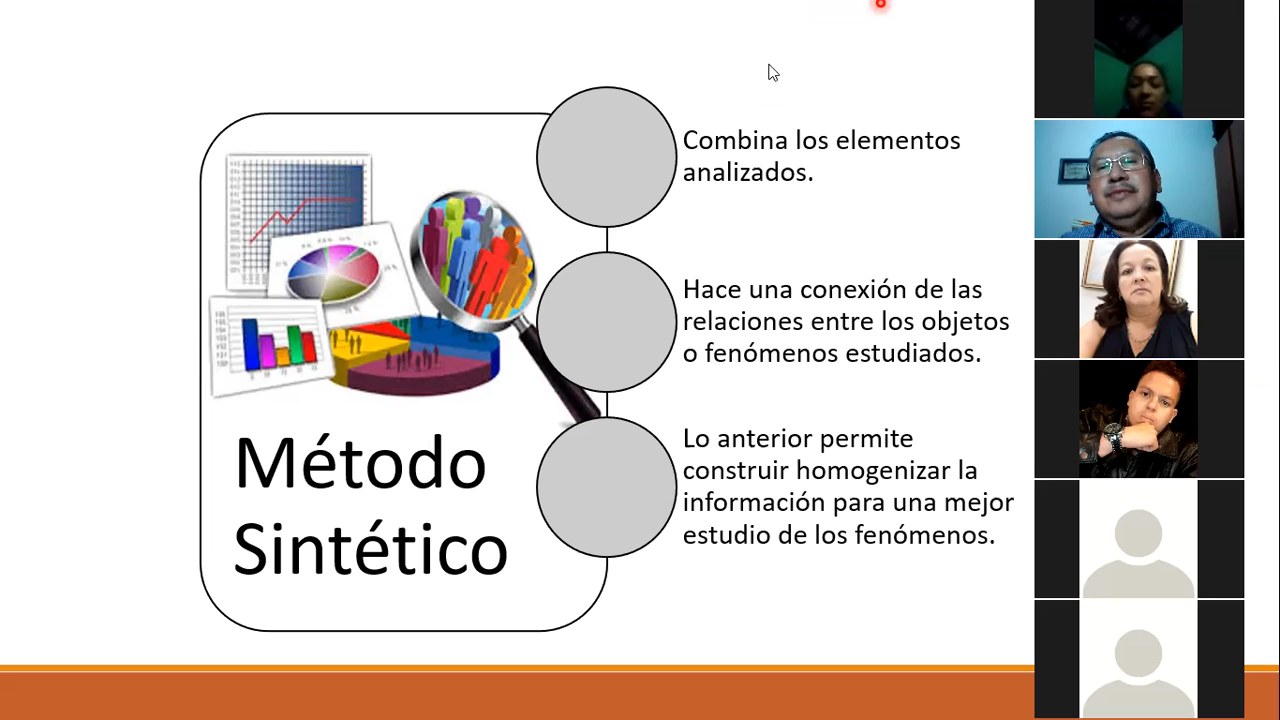 Combina los elementos
analizados.
Hace una conexión de las
relaciones entre los objetos
o fenómenos estudiados.
Lo anterior permite
construir homogenizar la
información para una mejor
estudio de los fenómenos.
Método
Sintético